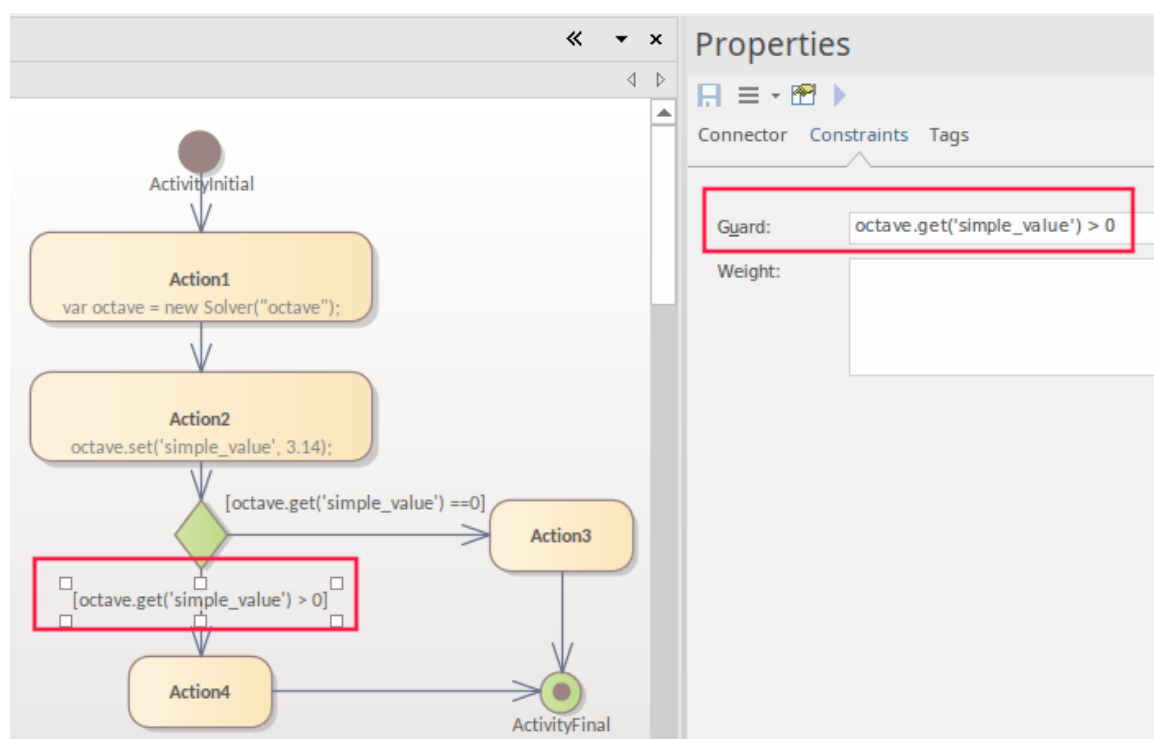 Properties
Connector Constraints Tags
Guard: octave.get('simple_value') > 0
Weight:
ActivityInitial
Action1
var octave = new Solver("octave");
Action2
octave.set('simple_value', 3.14);
[octave.get('simple_value') ==0]
Action3
[octave.get('simple_value') > 0]
Action4
ActivityFinal